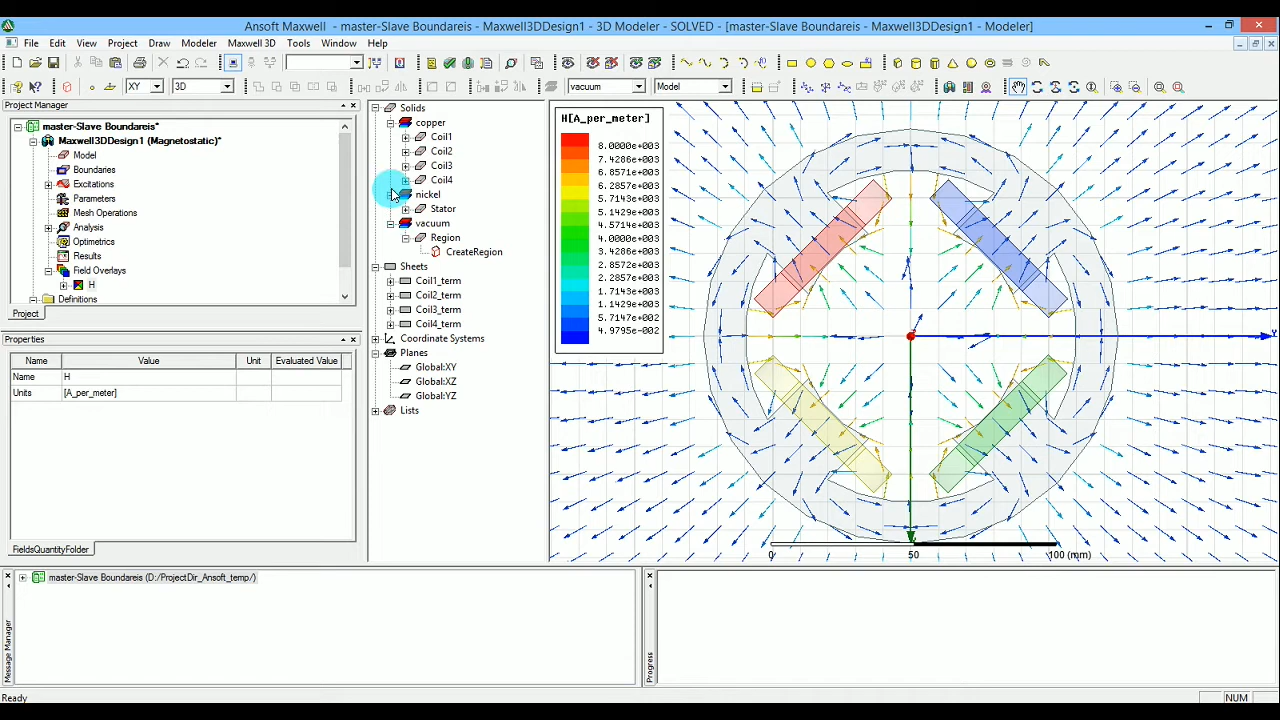 Ansoft Maxwell - master-Slave Boundareis - Maxwell3DDesign1 - 3D Modeler - SOLVED - [master-Slave Boundareis - Maxwell3DDesign1 - Modeler]
File Edit View Project Draw Modeler Maxwell 3D Tools Window Help
XY 3D vacuum Model
Project Manager
master-Slave Boundareis*
Maxwell3DDesign1 (Magnetostatic)*
Model
Boundaries
Excitations
Parameters
Mesh Operations
Analysis
Optimetrics
Results
Field Overlays
H
Definitions
Project
Properties
Name Value Unit Evaluated Value
Name H
Units [A_per_meter]
FieldsQuantityFolder
Solids
copper
Coil1
Coil2
Coil3
Coil4
nickel
Stator
vacuum
Region
CreateRegion
Sheets
Coil1_term
Coil2_term
Coil3_term
Coil4_term
Coordinate Systems
Planes
Global:XY
Global:XZ
Global:YZ
Lists
H[A_per_meter]
8.0000e+003
7.4286e+003
6.8571e+003
6.2857e+003
5.7143e+003
5.1429e+003
4.5714e+003
4.0000e+003
3.4286e+003
2.8572e+003
2.2857e+003
1.7143e+003
1.1429e+003
5.7147e+002
4.9795e-002
0 50 100 (mm)
Message Manager
master-Slave Boundareis (D:/ProjectDir_Ansoft_temp/)
Progress
Ready
NUM